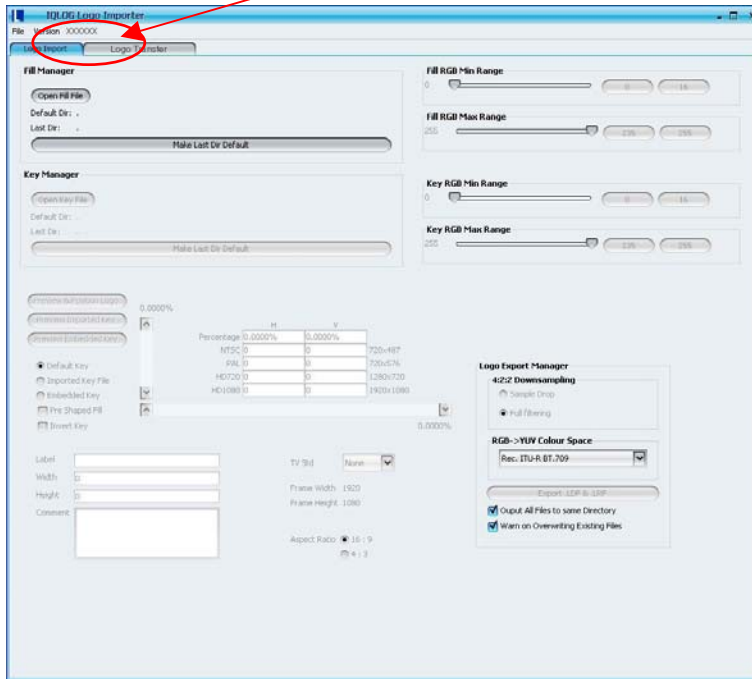 IQLOG Logo Importer
File Version XXXXXX
Logo Import Logo Transfer
Fill Manager
Open Fill File
Default Dir: .
Last Dir: .
Make Last Dir Default
Fill RGB Min Range
0 0 16
Fill RGB Max Range
255 235 255
Key Manager
Open Key File
Default Dir:
Last Dir:
Make Last Dir Default
Key RGB Min Range
0 0 16
Key RGB Max Range
255 235 255
Preview Imported Key
Preview Embedded Key
0.0000%
H V
Percentage 0.0000% 0.0000%
NTSC 0 0 720x487
PAL 0 0 720x576
HD720 0 0 1280x720
HD1080 0 0 1920x1080
0.0000%
Default Key
Imported Key File
Embedded Key
Pre Shaped Fill
Invert Key
Label
Width 0
Height 0
Comment
TV Std None
Frame Width 1920
Frame Height 1080
Aspect Ratio 16 : 9
4 : 3
Logo Export Manager
4:2:2 Downsampling
Sample Drop
Full filtering
RGB->YUV Colour Space
Rec. ITU-R BT.709
Export .LDF & .LRF
Ouput All Files to same Directory
Warn on Overwriting Existing Files